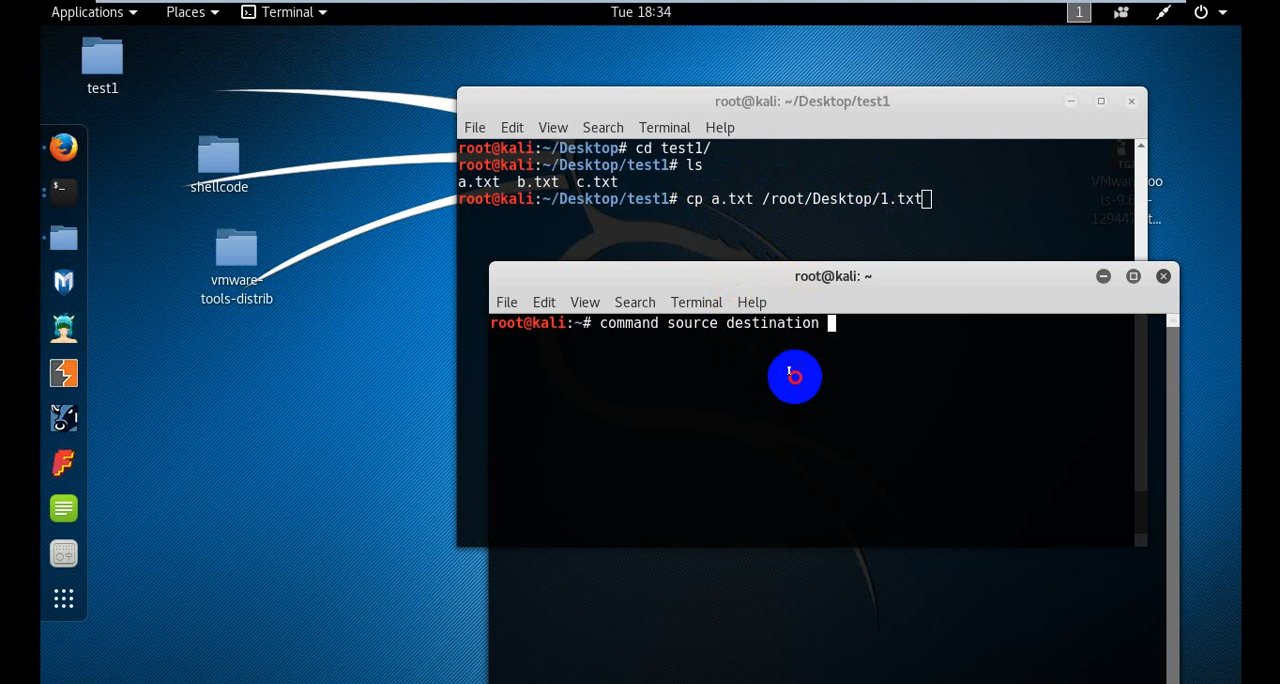 Applications Places Terminal Tue 18:34 1
test1
shellcode
vmware-
tools-distrib
root@kali: ~/Desktop/test1
File Edit View Search Terminal Help
root@kali:~/Desktop# cd test1/
root@kali:~/Desktop/test1# ls
a.txt b.txt c.txt
root@kali:~/Desktop/test1# cp a.txt /root/Desktop/1.txt
root@kali: ~
File Edit View Search Terminal Help
root@kali:~# command source destination